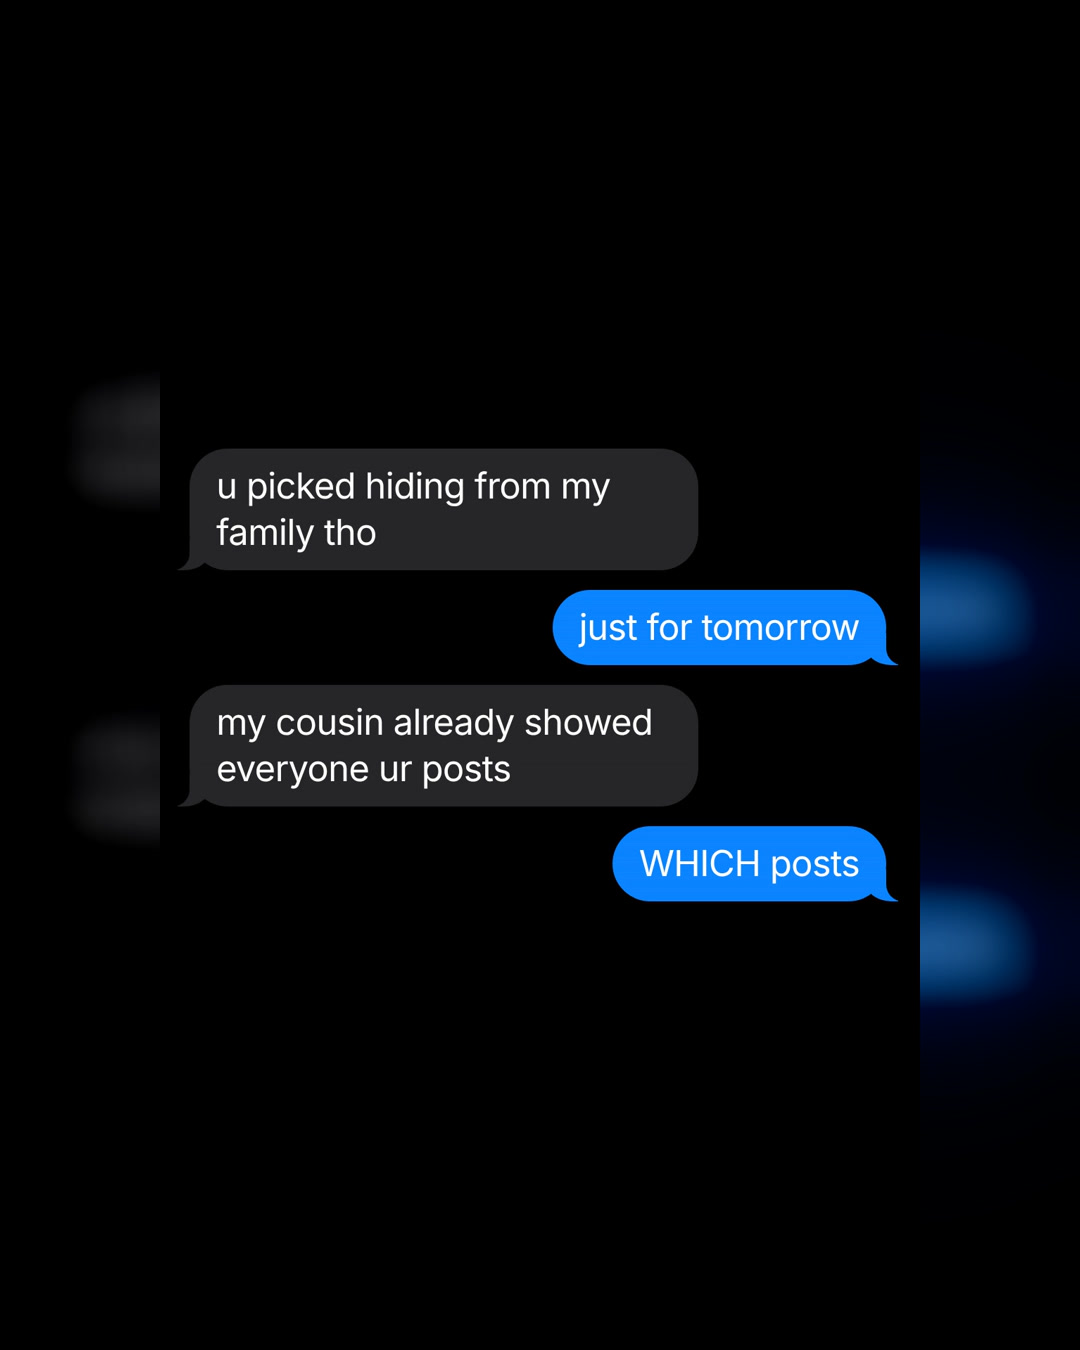 u picked hiding from my
family tho
just for tomorrow
my cousin already showed
everyone ur posts
WHICH posts